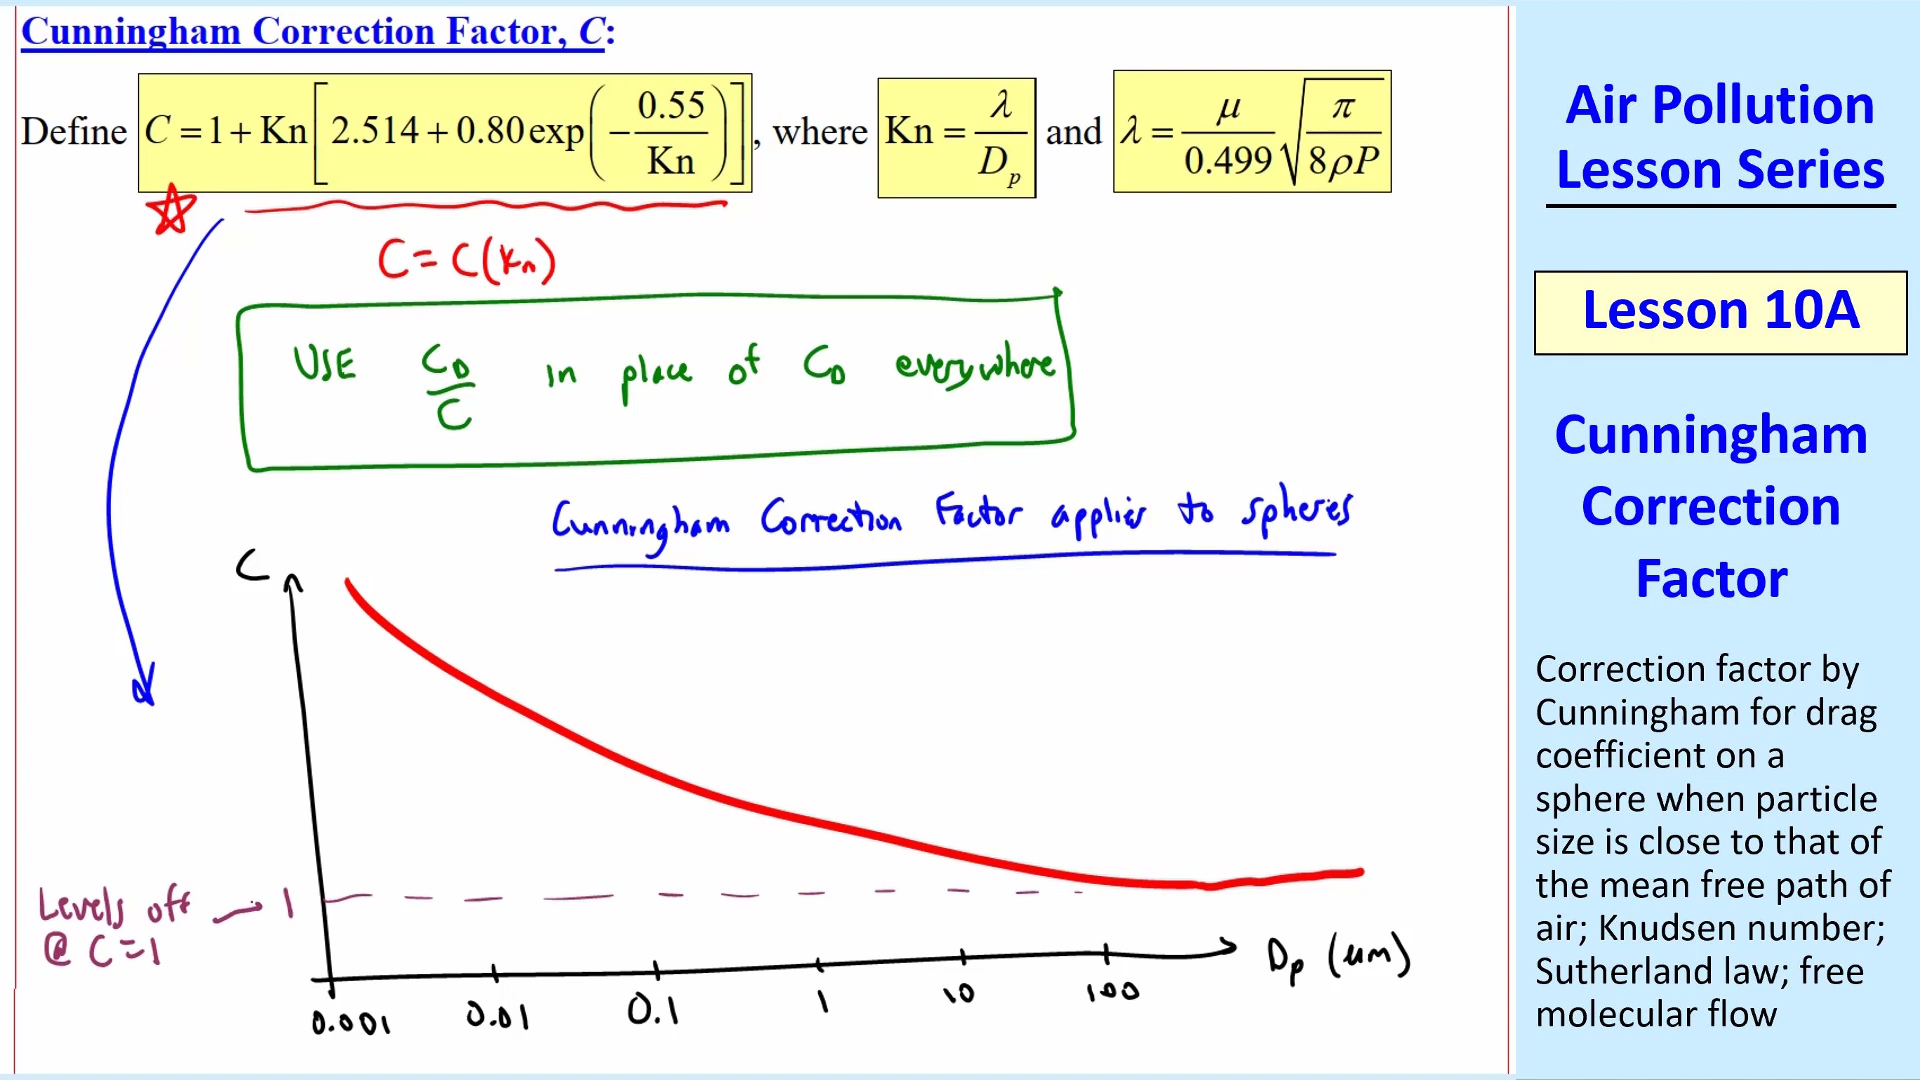 Cunningham Correction Factor, C:
Define C = 1 + Kn[2.514 + 0.80 exp(−0.55/Kn)], where Kn = λ/Dp and λ = μ/0.499 √(π/8ρP)
C = C(Kn)
USE CD/C in place of CD everywhere
Cunningham Correction Factor applies to spheres
C
Levels off → 1
@ C=1
Dp (μm)
0.001 0.01 0.1 1 10 100
Air Pollution
Lesson Series
Lesson 10A
Cunningham
Correction
Factor
Correction factor by
Cunningham for drag
coefficient on a
sphere when particle
size is close to that of
the mean free path of
air; Knudsen number;
Sutherland law; free
molecular flow